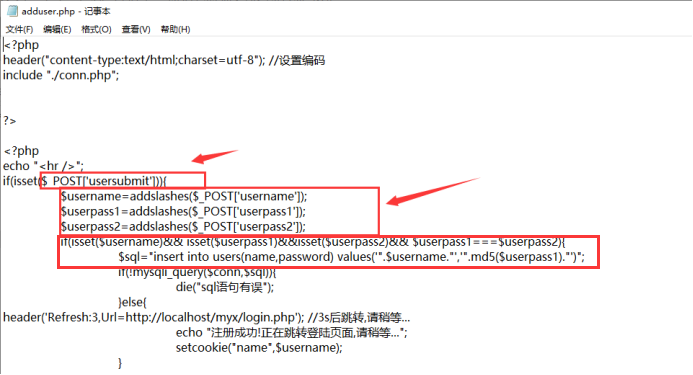 adduser.php - 记事本
文件(F) 编辑(E) 格式(O) 查看(V) 帮助(H)
<?php
header("content-type:text/html;charset=utf-8"); //设置编码
include "./conn.php";
?>
<?php
echo "<hr />";
if(isset($_POST['usersubmit'])){
$username=addslashes($_POST['username']);
$userpass1=addslashes($_POST['userpass1']);
$userpass2=addslashes($_POST['userpass2']);
if(isset($username)&& isset($userpass1)&&isset($userpass2)&& $userpass1===$userpass2){
$sql="insert into users(name,password) values('".$username."','".md5($userpass1)."')";
if(!mysqli_query($conn,$sql)){
die("sql语句有误");
}else{
header('Refresh:3,Url=http://localhost/myx/login.php'); //3s后跳转,请稍等...
echo "注册成功!正在跳转登陆页面,请稍等...";
setcookie("name",$username);
}